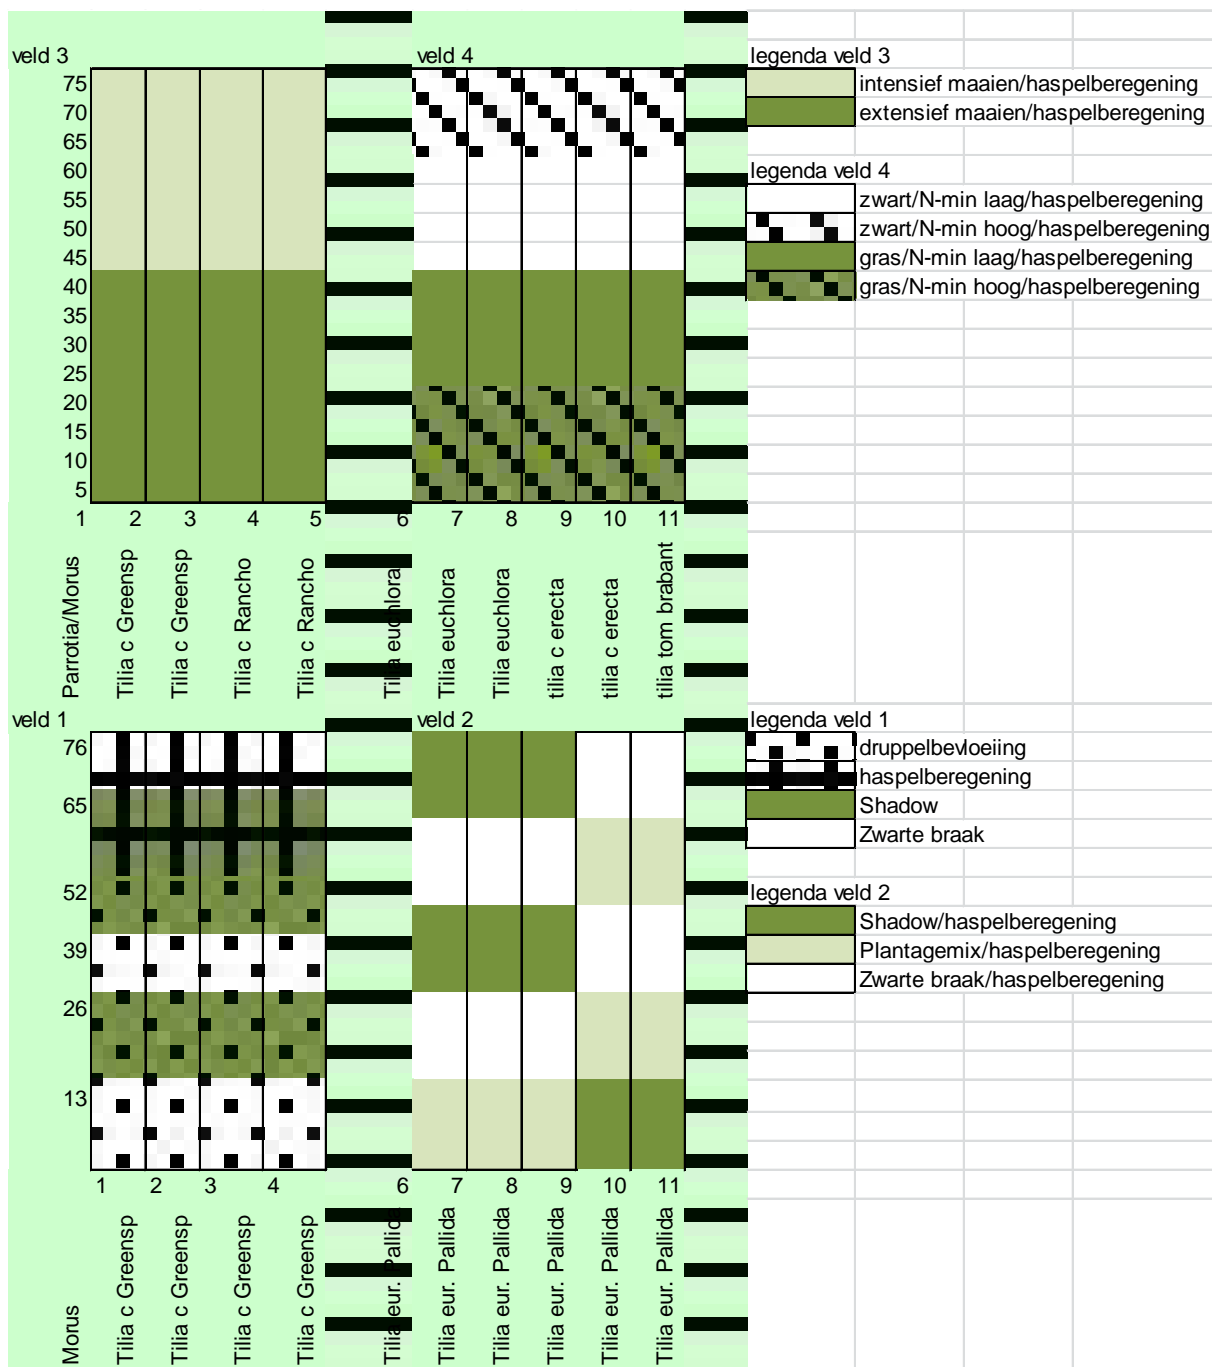 veld 3
veld 4
legenda veld 3
75
intensief maaien/haspelberegening
70
extensief maaien/haspelberegening
65
60
legenda veld 4
55
zwart/N-min laag/haspelberegening
50
zwart/N-min hoog/haspelberegening
45
gras/N-min laag/haspelberegening
40
gras/N-min hoog/haspelberegening
35
30
25
20
15
10
5
1 2 3 4 5 6 7 8 9 10 11
Parrotia/Morus
Tilia c Greensp
Tilia c Greensp
Tilia c Rancho
Tilia c Rancho
Tilia euchlora
Tilia euchlora
Tilia euchlora
tilia c erecta
tilia c erecta
tilia tom brabant
veld 1
veld 2
legenda veld 1
76
druppelbevloeiing
haspelberegening
65
Shadow
Zwarte braak
52
legenda veld 2
Shadow/haspelberegening
39
Plantagemix/haspelberegening
Zwarte braak/haspelberegening
26
13
1 2 3 4 6 7 8 9 10 11
Morus
Tilia c Greensp
Tilia c Greensp
Tilia c Greensp
Tilia c Greensp
Tilia eur. Pallida
Tilia eur. Pallida
Tilia eur. Pallida
Tilia eur. Pallida
Tilia eur. Pallida
Tilia eur. Pallida